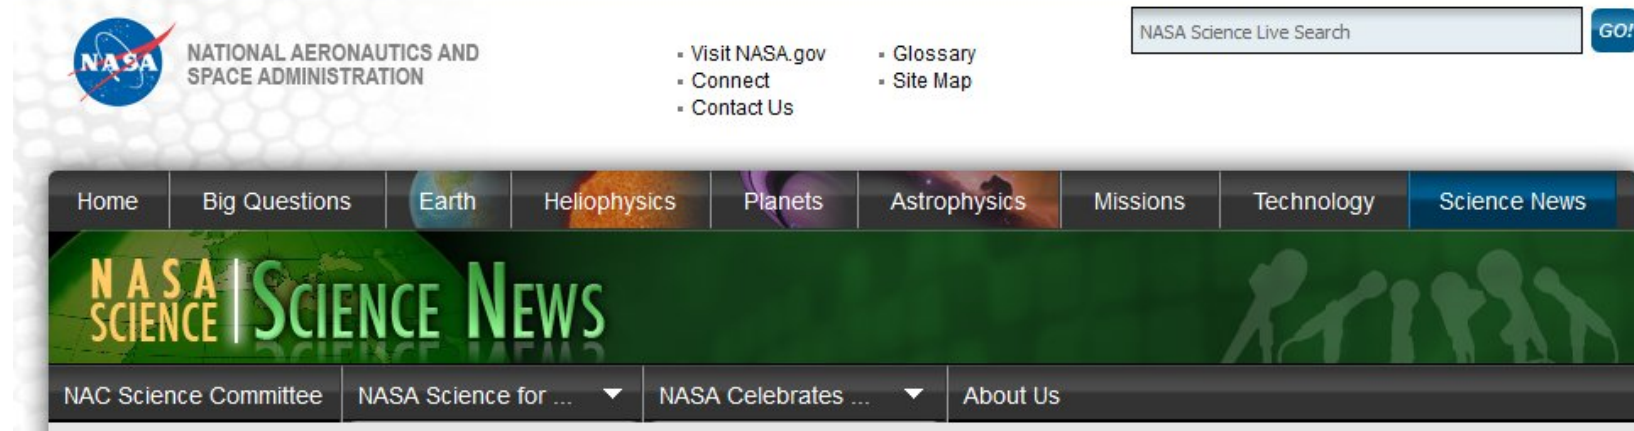 NASA
NATIONAL AERONAUTICS AND
SPACE ADMINISTRATION
Visit NASA.gov
Connect
Contact Us
Glossary
Site Map
NASA Science Live Search
GO!
Home Big Questions Earth Heliophysics Planets Astrophysics Missions Technology Science News
NASA
SCIENCE
SCIENCE NEWS
NAC Science Committee NASA Science for ... NASA Celebrates ... About Us